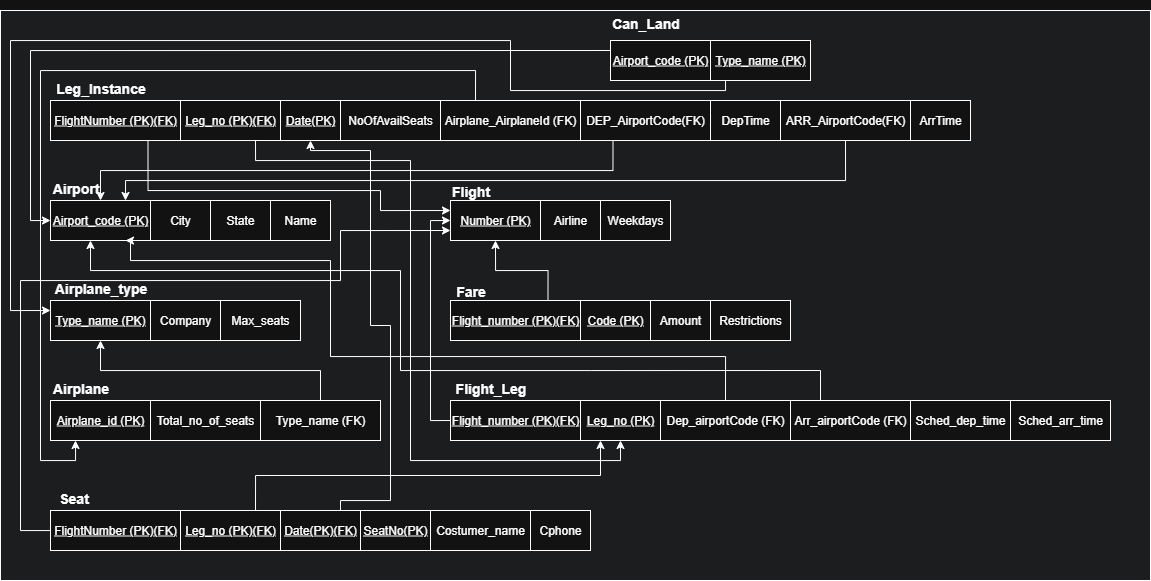 Can_Land
Airport_code (PK) Type_name (PK)
Leg_Instance
FlightNumber (PK)(FK) Leg_no (PK)(FK) Date(PK) NoOfAvailSeats Airplane_AirplaneId (FK) DEP_AirportCode(FK) DepTime ARR_AirportCode(FK) ArrTime
Airport Flight
Airport_code (PK) City State Name Number (PK) Airline Weekdays
Airplane_type Fare
Type_name (PK) Company Max_seats Flight_number (PK)(FK) Code (PK) Amount Restrictions
Airplane Flight_Leg
Airplane_id (PK) Total_no_of_seats Type_name (FK) Flight_number (PK)(FK) Leg_no (PK) Dep_airportCode (FK) Arr_airportCode (FK) Sched_dep_time Sched_arr_time
Seat
FlightNumber (PK)(FK) Leg_no (PK)(FK) Date(PK)(FK) SeatNo(PK) Costumer_name Cphone